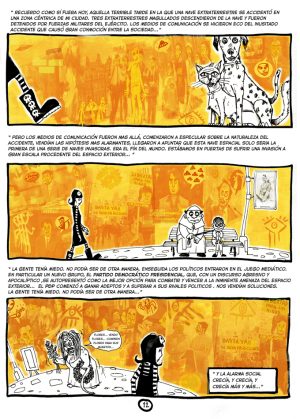 " RECUERDO COMO SI FUERA HOY, AQUELLA TERRIBLE TARDE EN LA QUE UNA NAVE EXTRATERRESTRE SE ACCIDENTÓ EN
UNA ZONA CÉNTRICA DE MI CIUDAD. TRES EXTRATERRESTRES MAGULLADOS DESCENDIERON DE LA NAVE Y FUERON
DETENIDOS POR FUERZAS MILITARES DEL EJÉRCITO. LOS MEDIOS DE COMUNICACIÓN SE HICIERON ECO DEL INUSITADO
ACCIDENTE QUE CAUSÓ GRAN CONMOCIÓN ENTRE LA SOCIEDAD... "
" PERO LOS MEDIOS DE COMUNICACIÓN FUERON MAS ALLÁ, COMENZARON A ESPECULAR SOBRE LA NATURALEZA DEL
ACCIDENTE, VENDÍAN LAS HIPÓTESIS MAS ALARMANTES, LLEGARON A APUNTAR QUE ESTA NAVE ESPACIAL SOLO SERÍA LA
PRIMERA DE UNA SERIE DE NAVES INVASORAS. ERA EL FÍN DEL MUNDO. ESTÁBAMOS EN PUERTAS DE SUFRIR UNA INVASIÓN A
GRAN ESCALA PROCEDENTE DEL ESPACIO EXTERIOR... "
" LA GENTE TENÍA MIEDO, NO PODÍA SER DE OTRA MANERA, ENSEGUIDA LOS POLÍTICOS ENTRARON EN EL JUEGO MEDIÁTICO.
EN PARTICULAR UN NUEVO GRUPO, EL PARTIDO DEMOCRÁTICO PRESIDENCIAL, QUE, CON UN DISCURSO AGRESIVO Y
APOCALÍPTICO, SE AUTOPRESENTÓ COMO LA MEJOR OPCIÓN PARA COMBATIR Y VENCER A LA INMINENTE AMENAZA DEL ESPACIO
EXTERIOR... EL PDP COMENZÓ A GANAR ADEPTOS Y A SUPERAR A SUS RIVALES POLÍTICOS . NOS VENDÍAN SOLUCIONES.
LA GENTE TENÍA MIEDO, NO PODÍA SER DE OTRA MANERA... "
FLORES...
" Y LA ALARMA SOCIAL
CRECÍA, Y CRECÍA, Y
CRECÍA MÁS Y MÁS... "